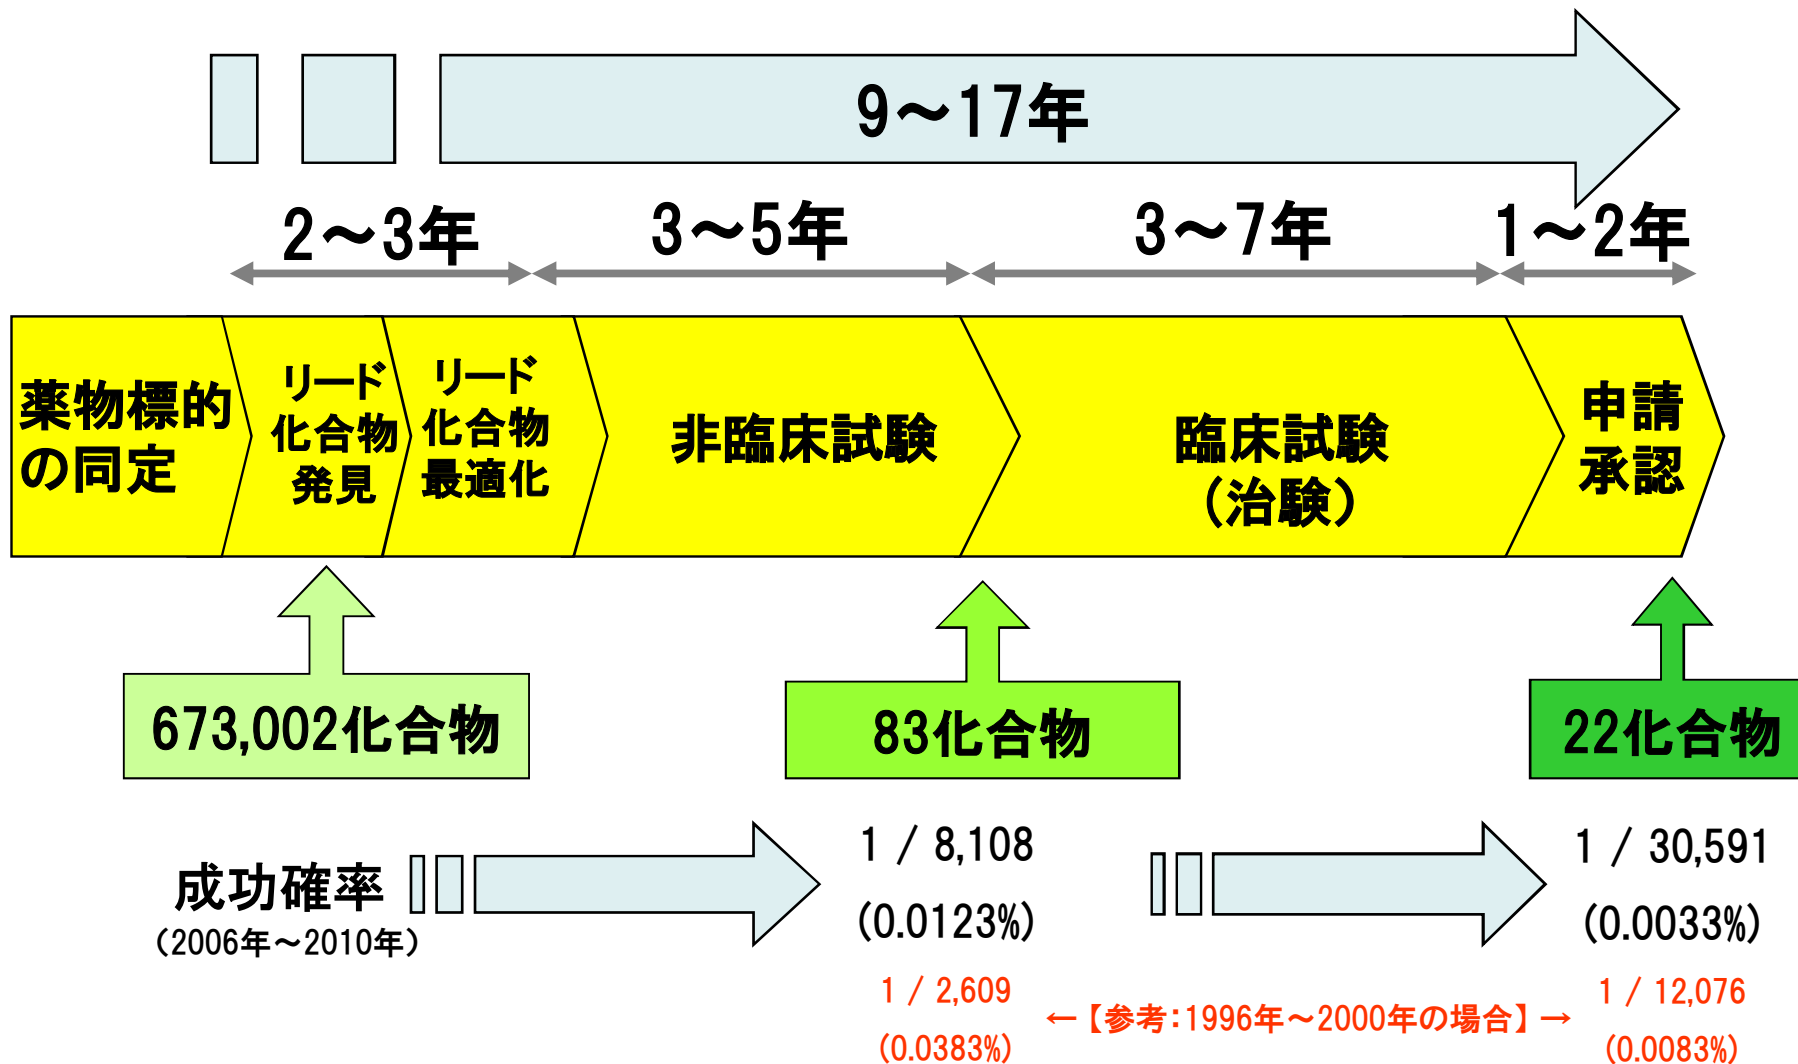 9～17年
2～3年
3～5年
3～7年
1～2年
薬物標的
の同定
リード
化合物
発見
リード
化合物
最適化
非臨床試験
臨床試験
（治験）
申請
承認
673,002化合物
83化合物
22化合物
成功確率
（2006年～2010年）
1 / 8,108
(0.0123%)
1 / 30,591
(0.0033%)
1 / 2,609
(0.0383%)
←【参考：1996年～2000年の場合】→
1 / 12,076
(0.0083%)